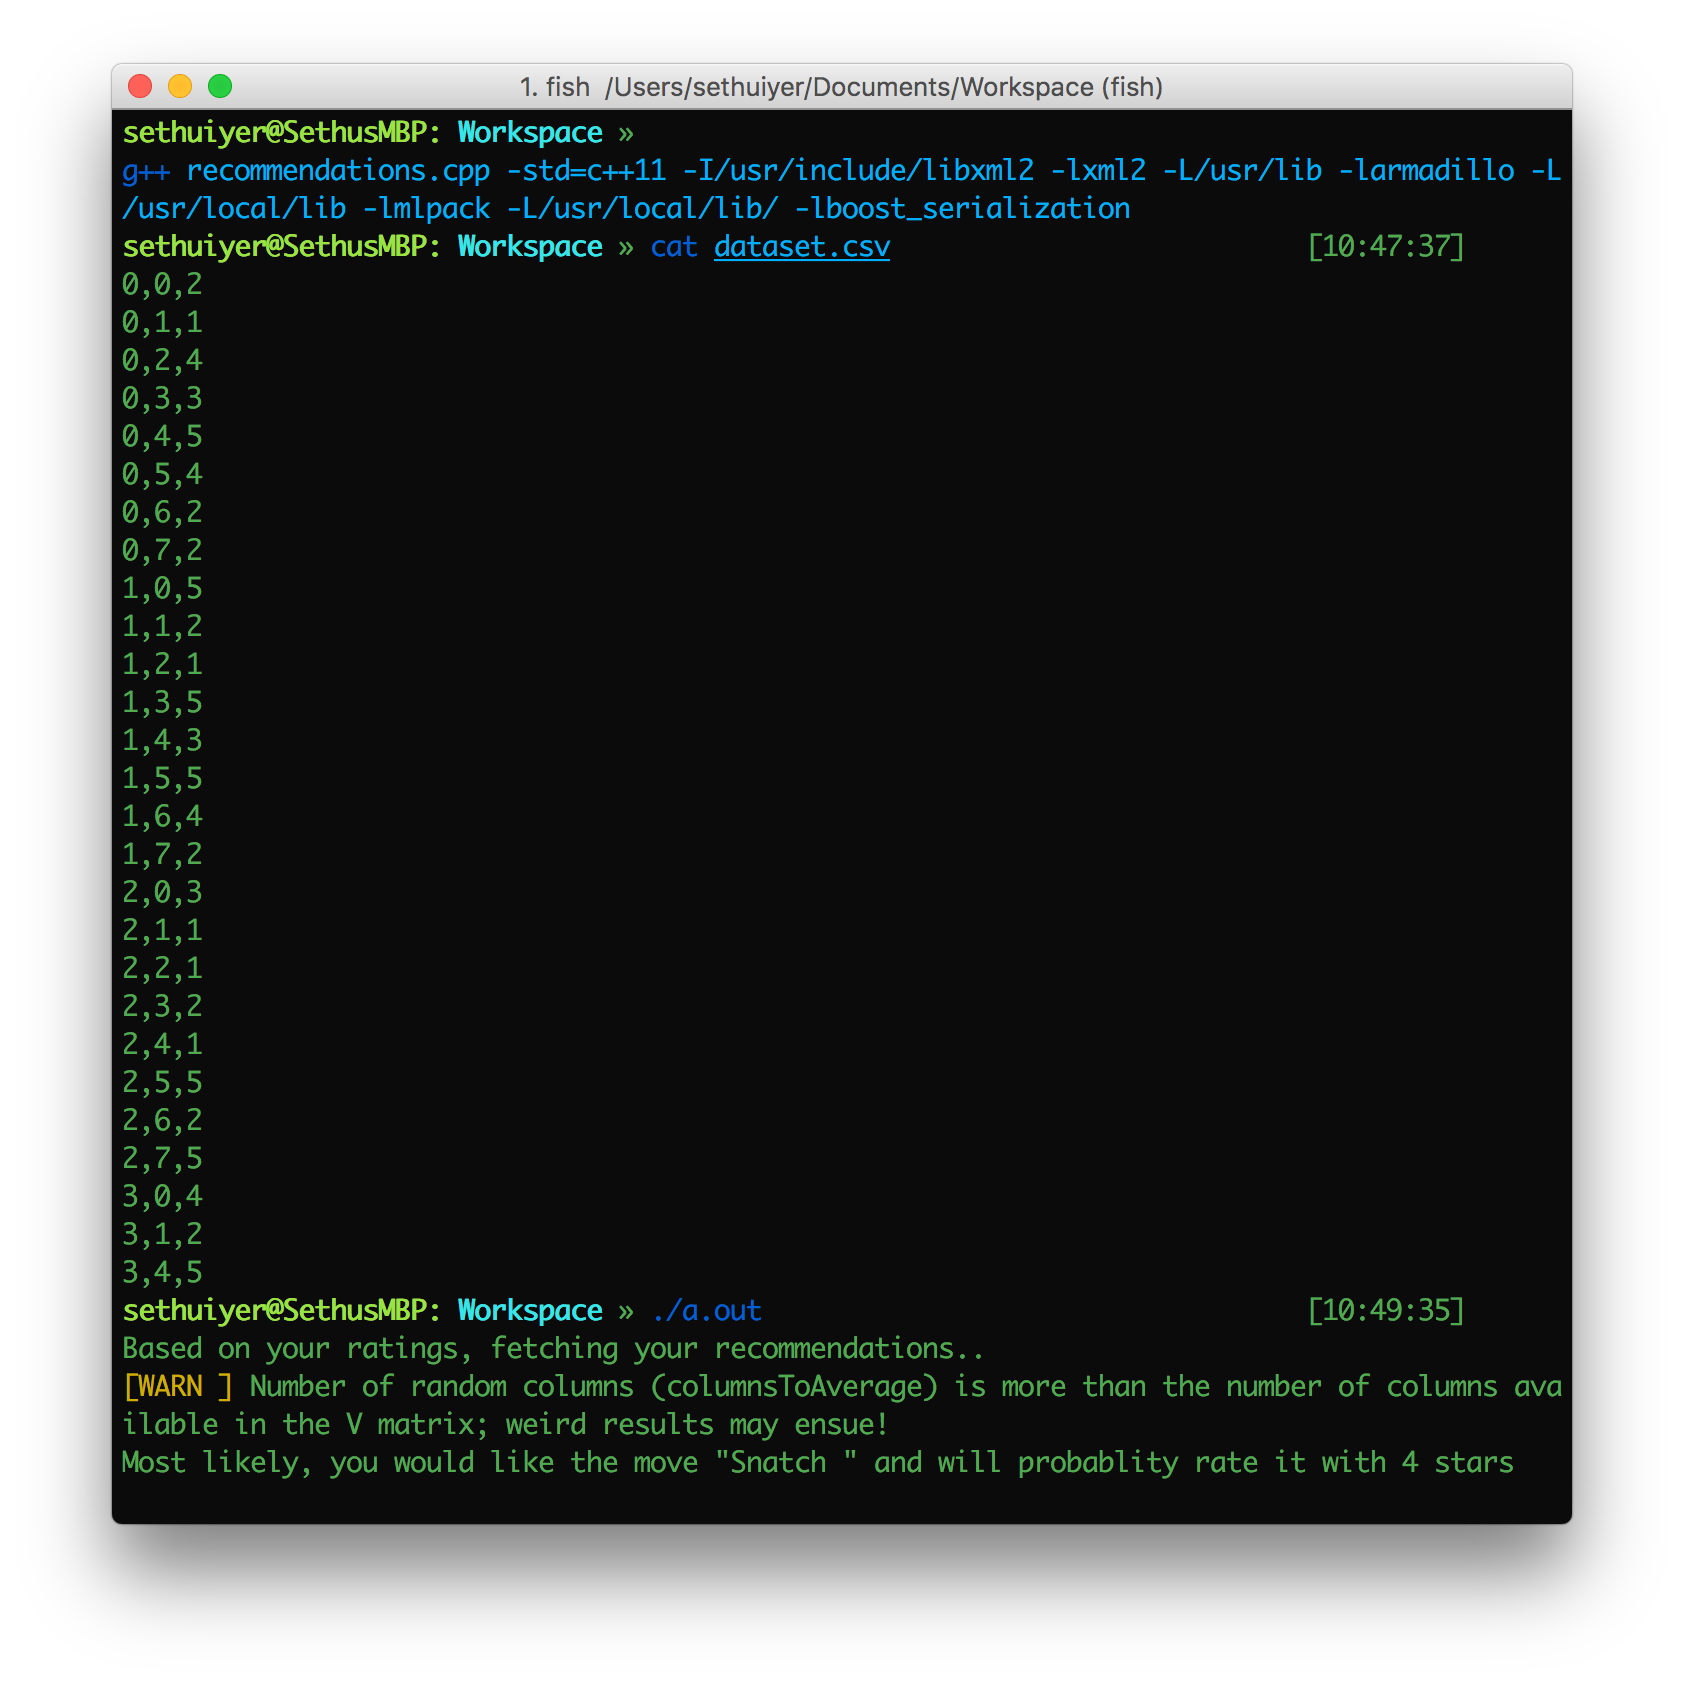 1. fish  /Users/sethuiyer/Documents/Workspace (fish)
sethuiyer@SethusMBP: Workspace »
g++ recommendations.cpp -std=c++11 -I/usr/include/libxml2 -lxml2 -L/usr/lib -larmadillo -L
/usr/local/lib -lmlpack -L/usr/local/lib/ -lboost_serialization
sethuiyer@SethusMBP: Workspace » cat dataset.csv [10:47:37]
0,0,2
0,1,1
0,2,4
0,3,3
0,4,5
0,5,4
0,6,2
0,7,2
1,0,5
1,1,2
1,2,1
1,3,5
1,4,3
1,5,5
1,6,4
1,7,2
2,0,3
2,1,1
2,2,1
2,3,2
2,4,1
2,5,5
2,6,2
2,7,5
3,0,4
3,1,2
3,4,5
sethuiyer@SethusMBP: Workspace » ./a.out [10:49:35]
Based on your ratings, fetching your recommendations..
[WARN ] Number of random columns (columnsToAverage) is more than the number of columns ava
ilable in the V matrix; weird results may ensue!
Most likely, you would like the move "Snatch " and will probablity rate it with 4 stars